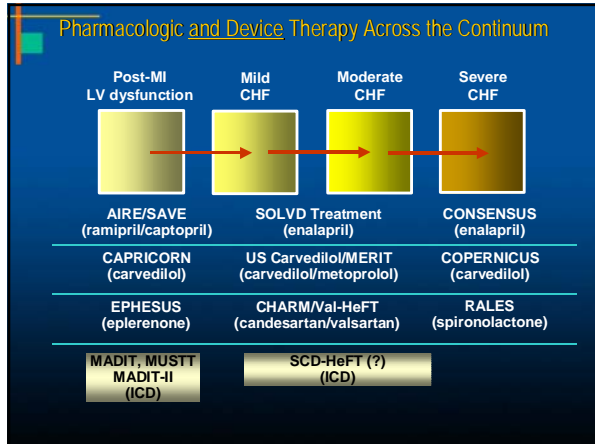 Pharmacologic and Device Therapy Across the Continuum
Post-MI
LV dysfunction
Mild
CHF
Moderate
CHF
Severe
CHF
AIRE/SAVE
(ramipril/captopril)
SOLVD Treatment
(enalapril)
CONSENSUS
(enalapril)
CAPRICORN
(carvedilol)
US Carvedilol/MERIT
(carvedilol/metoprolol)
COPERNICUS
(carvedilol)
EPHESUS
(eplerenone)
CHARM/Val-HeFT
(candesartan/valsartan)
RALES
(spironolactone)
MADIT, MUSTT
MADIT-II
(ICD)
SCD-HeFT (?)
(ICD)